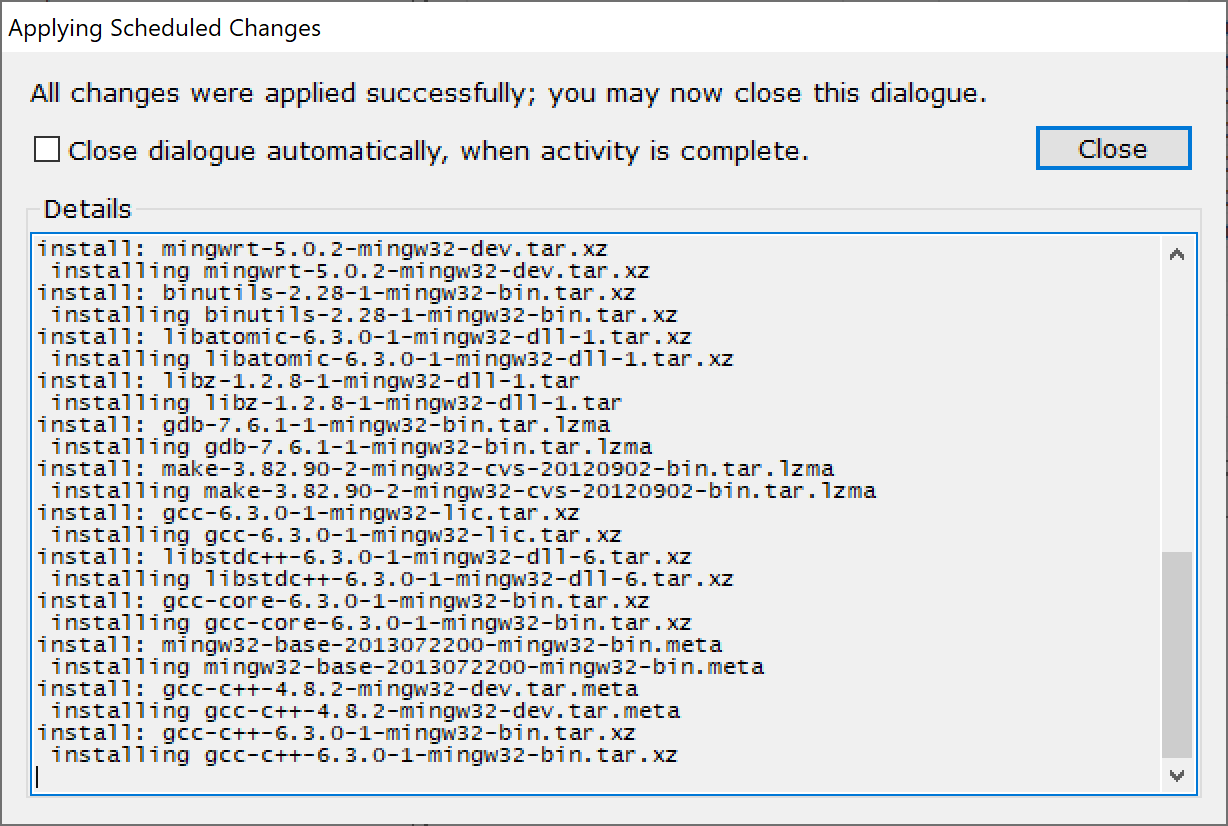 Applying Scheduled Changes
All changes were applied successfully; you may now close this dialogue.
Close dialogue automatically, when activity is complete.
Close
Details
install: mingwrt-5.0.2-mingw32-dev.tar.xz
 installing mingwrt-5.0.2-mingw32-dev.tar.xz
install: binutils-2.28-1-mingw32-bin.tar.xz
 installing binutils-2.28-1-mingw32-bin.tar.xz
install: libatomic-6.3.0-1-mingw32-dll-1.tar.xz
 installing libatomic-6.3.0-1-mingw32-dll-1.tar.xz
install: libz-1.2.8-1-mingw32-dll-1.tar
 installing libz-1.2.8-1-mingw32-dll-1.tar
install: gdb-7.6.1-1-mingw32-bin.tar.lzma
 installing gdb-7.6.1-1-mingw32-bin.tar.lzma
install: make-3.82.90-2-mingw32-cvs-20120902-bin.tar.lzma
 installing make-3.82.90-2-mingw32-cvs-20120902-bin.tar.lzma
install: gcc-6.3.0-1-mingw32-lic.tar.xz
 installing gcc-6.3.0-1-mingw32-lic.tar.xz
install: libstdc++-6.3.0-1-mingw32-dll-6.tar.xz
 installing libstdc++-6.3.0-1-mingw32-dll-6.tar.xz
install: gcc-core-6.3.0-1-mingw32-bin.tar.xz
 installing gcc-core-6.3.0-1-mingw32-bin.tar.xz
install: mingw32-base-2013072200-mingw32-bin.meta
 installing mingw32-base-2013072200-mingw32-bin.meta
install: gcc-c++-4.8.2-mingw32-dev.tar.meta
 installing gcc-c++-4.8.2-mingw32-dev.tar.meta
install: gcc-c++-6.3.0-1-mingw32-bin.tar.xz
 installing gcc-c++-6.3.0-1-mingw32-bin.tar.xz